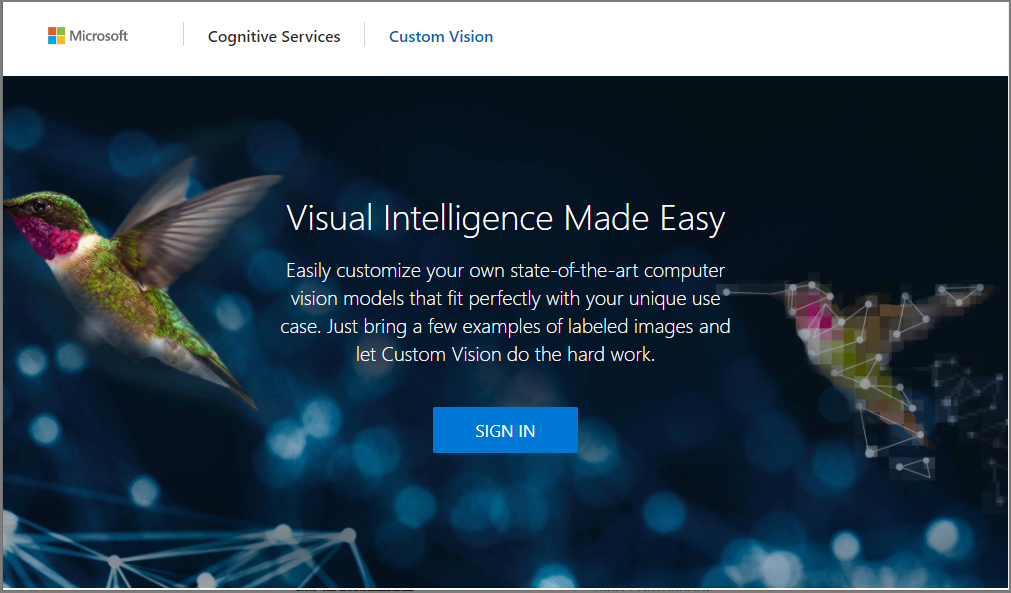 Microsoft
Cognitive Services
Custom Vision
Visual Intelligence Made Easy
Easily customize your own state-of-the-art computer
vision models that fit perfectly with your unique use
case. Just bring a few examples of labeled images and
let Custom Vision do the hard work.
SIGN IN